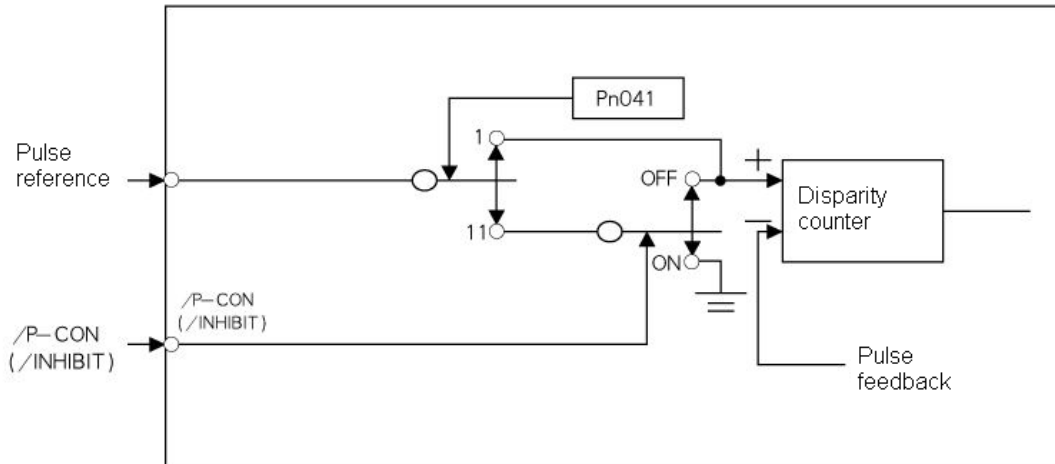 Pn041
1
Pulse
reference
OFF
+
Disparity
counter
11
−
ON
/P−CON
(/INHIBIT)
/P−CON
(/INHIBIT)
Pulse
feedback